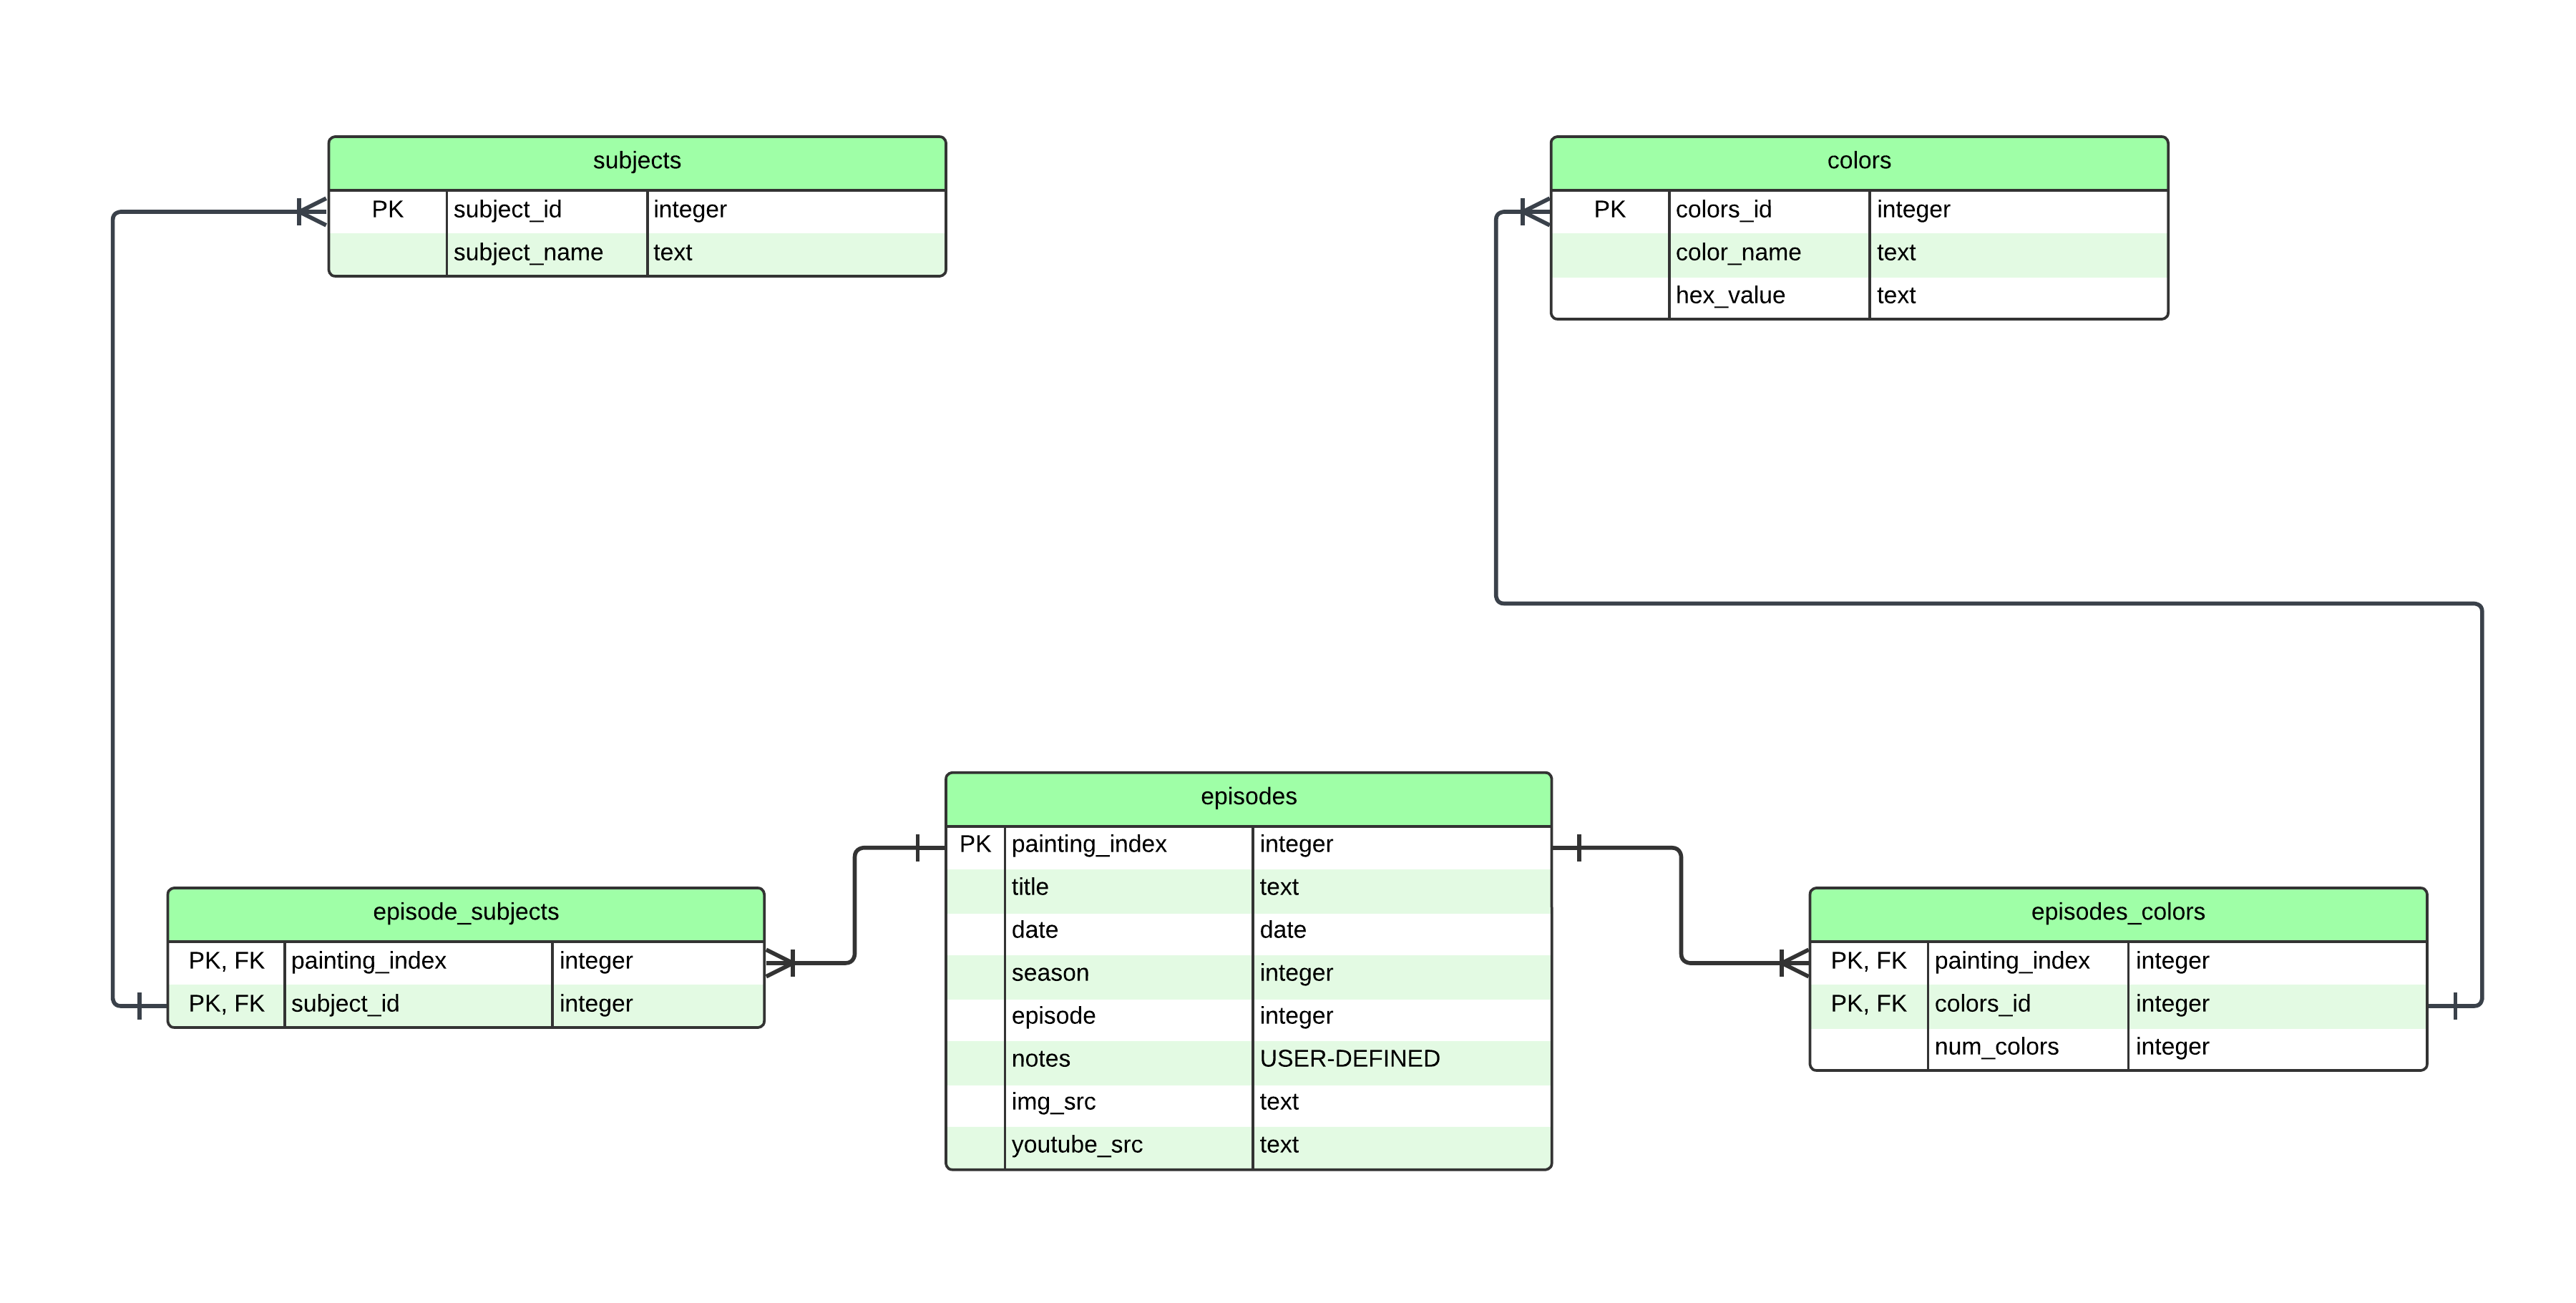 subjects
PK subject_id integer
subject_name text
colors
PK colors_id integer
color_name text
hex_value text
episodes
PK painting_index integer
title text
date date
season integer
episode integer
notes USER-DEFINED
img_src text
youtube_src text
episode_subjects
PK, FK painting_index integer
PK, FK subject_id integer
episodes_colors
PK, FK painting_index integer
PK, FK colors_id integer
num_colors integer